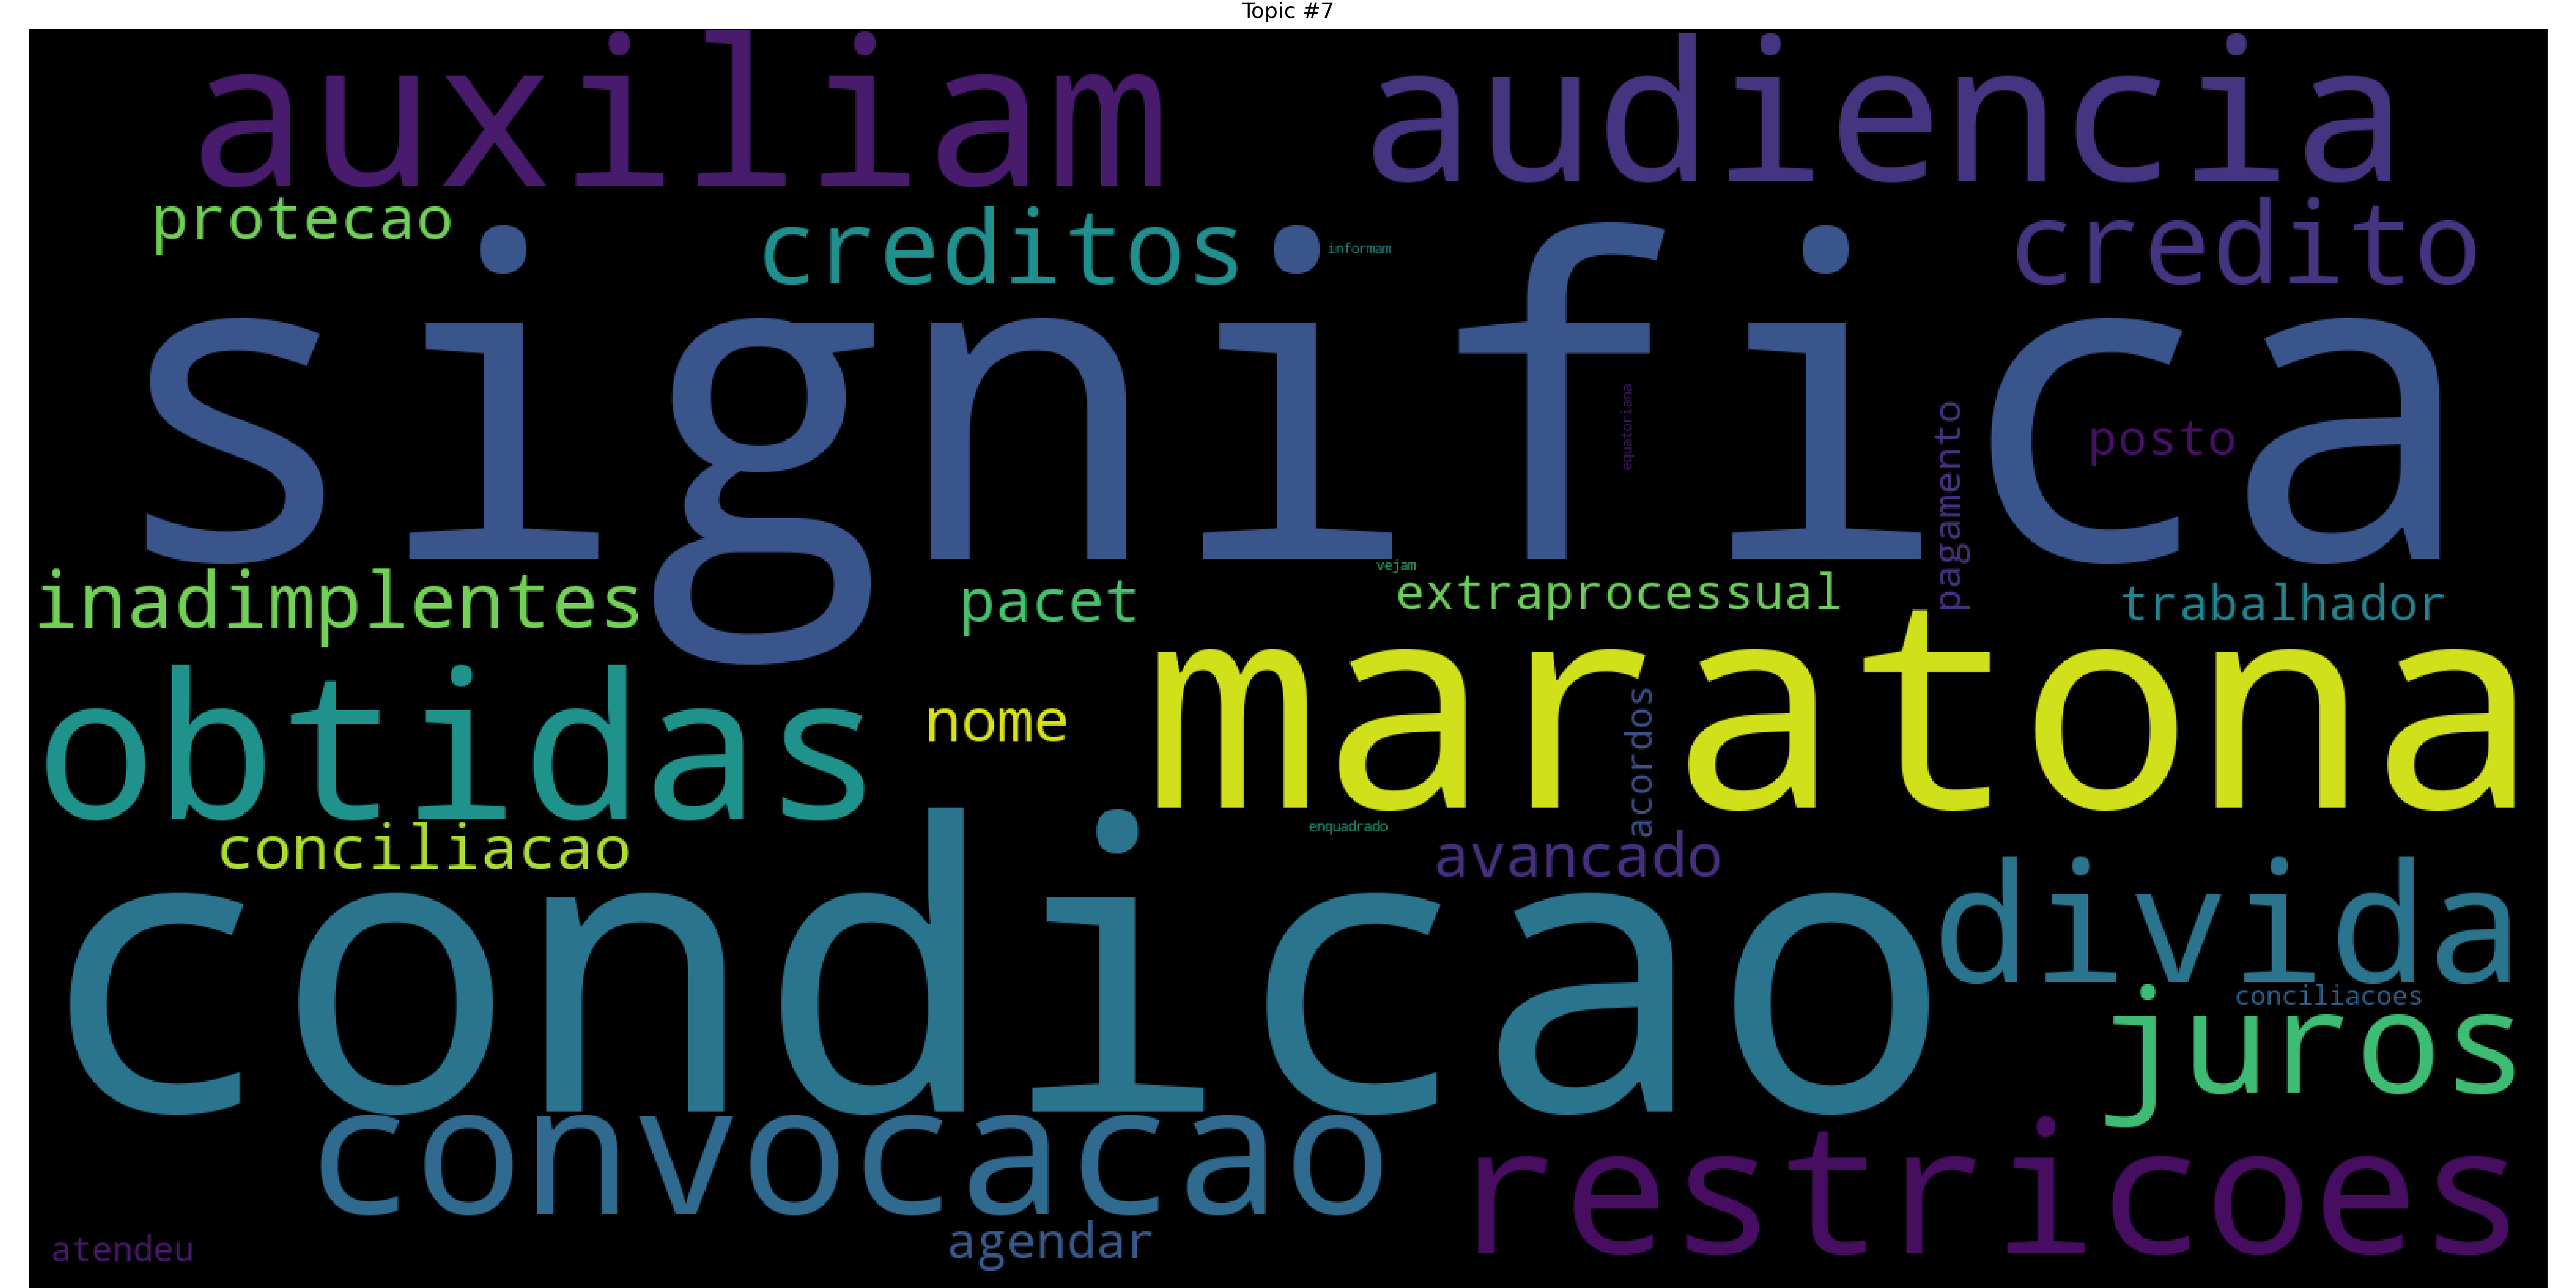 Topic #7
auxiliam
audiencia
protecao
creditos
informam
credito
significa
equatoriana
pagamento
posto
inadimplentes
pacet
vejam
extraprocessual
trabalhador
obtidas
nome
maratona
acordos
conciliacao
enquadrado
avancado
condicao
divida
conciliacoes
juros
convocacao
restricoes
atendeu
agendar